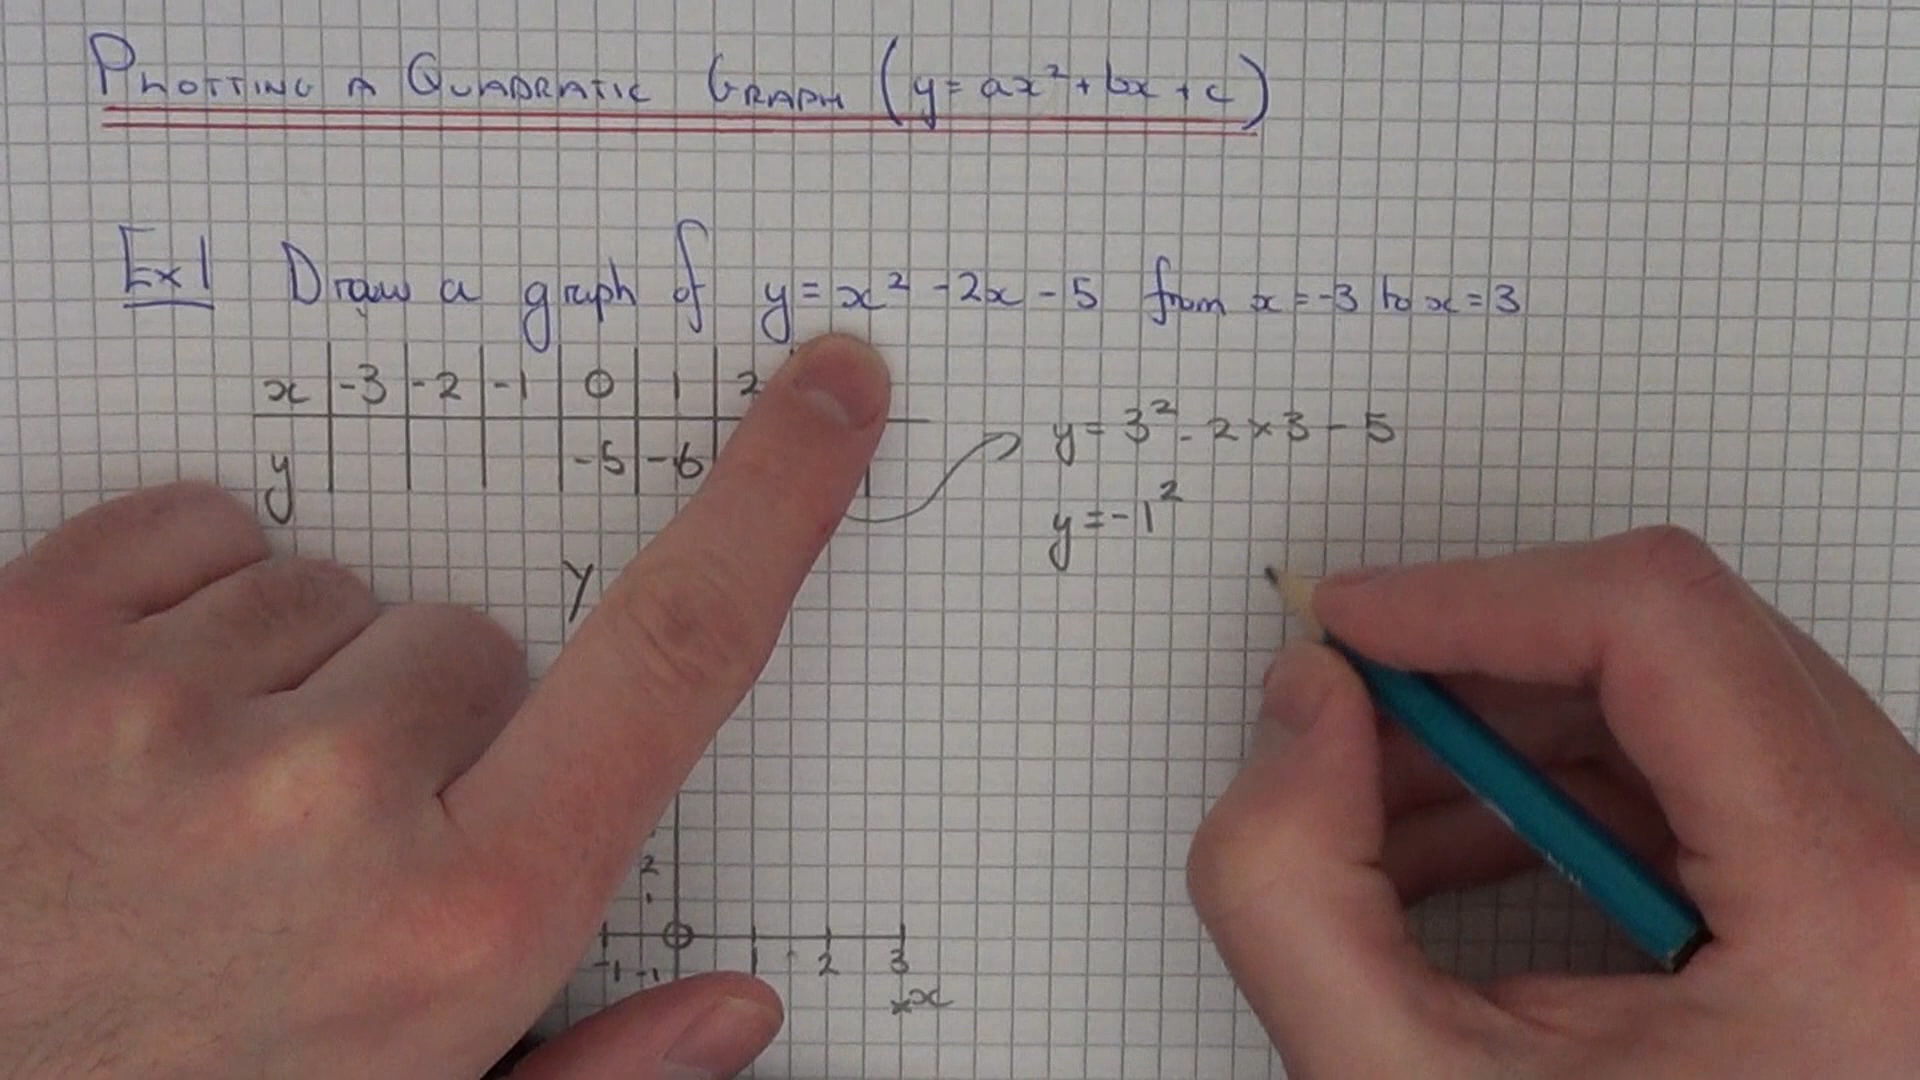 PLOTTING A QUADRATIC GRAPH (y = ax² + bx + c)
Ex1 Draw a graph of y = x² - 2x - 5 from x = -3 to x = 3
x -3 -2 -1 0 1 2
y -5 -6
y = 3² - 2 × 3 - 5
y = -1²
y
2
1
-1 -1 1 2 3
x